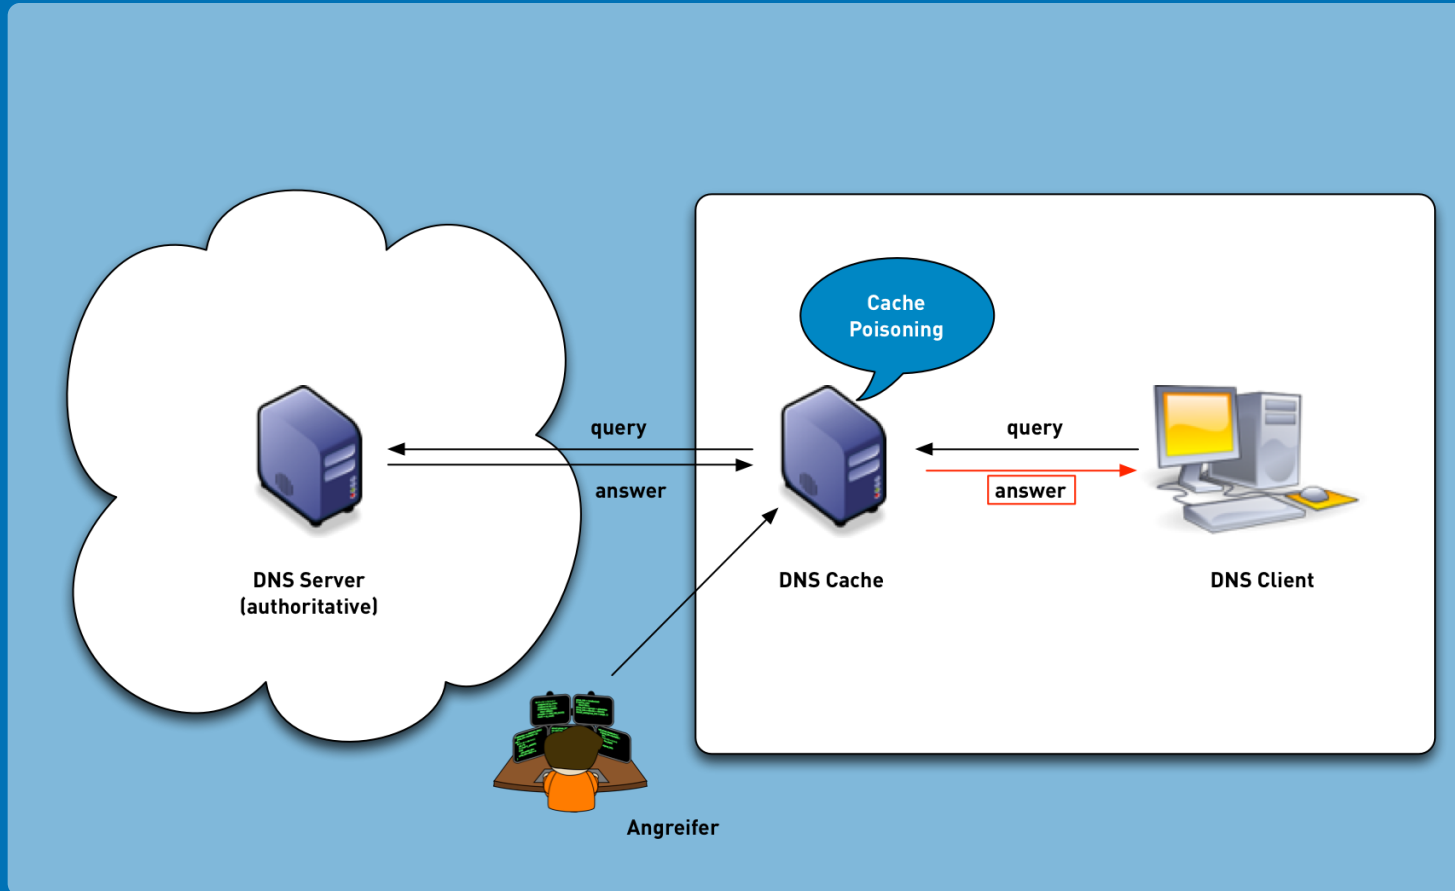 Cache
Poisoning
query
answer
query
answer
DNS Server
(authoritative)
DNS Cache
DNS Client
Angreifer